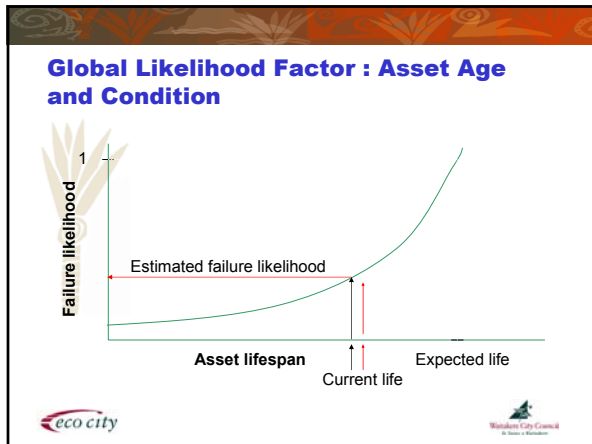 Global Likelihood Factor : Asset Age
and Condition
1
Failure likelihood
Estimated failure likelihood
Asset lifespan
Expected life
Current life
eco city
Waitakere City Council